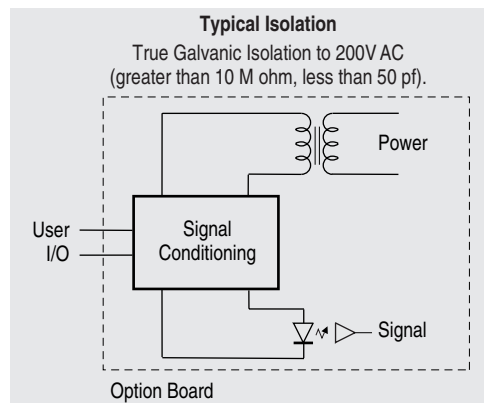 Typical Isolation
True Galvanic Isolation to 200V AC
(greater than 10 M ohm, less than 50 pf).
Power
User
I/O
Signal
Conditioning
Signal
Option Board